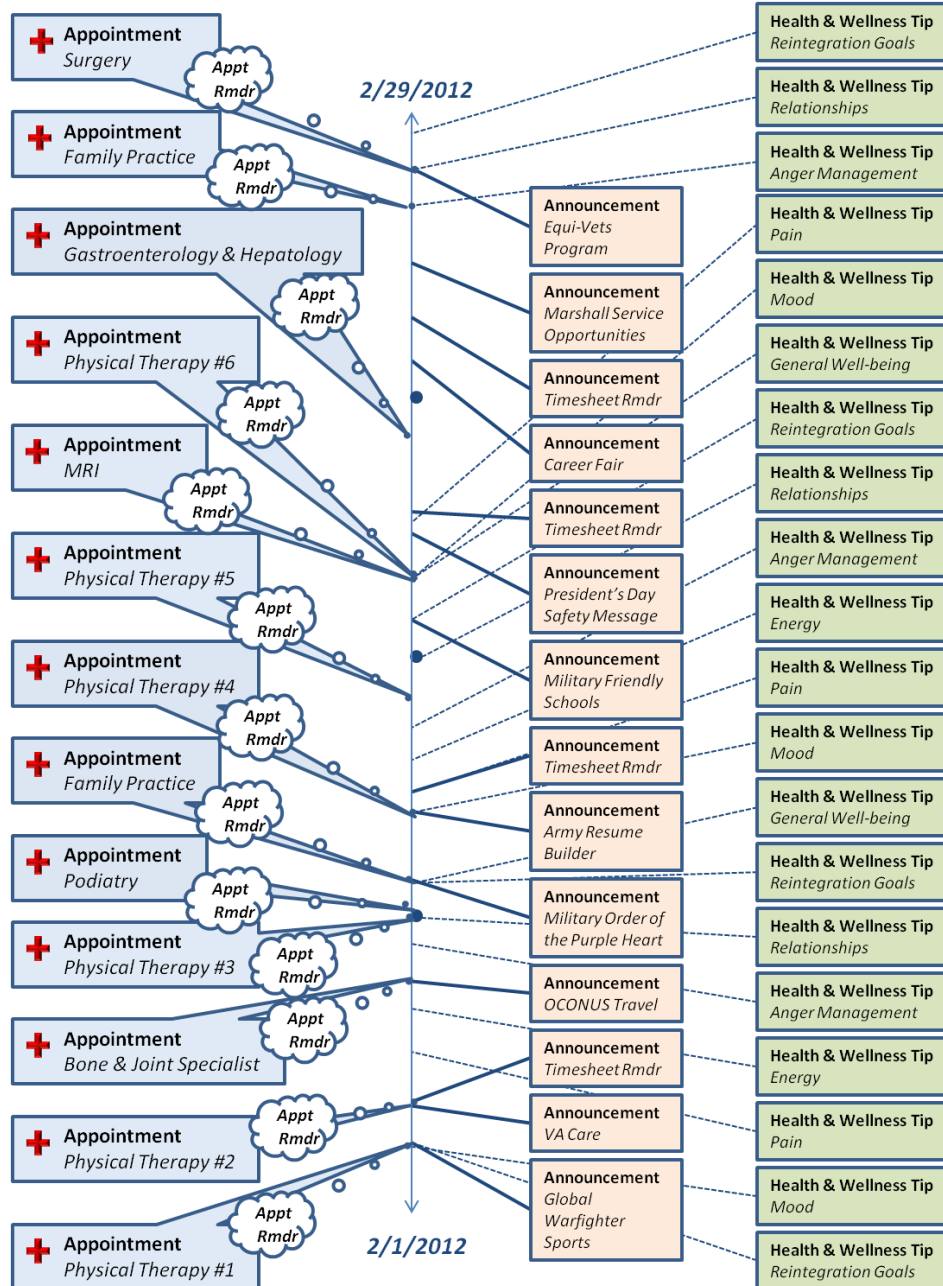 Appointment
Surgery
Appt
Rmdr
Appointment
Family Practice
Appt
Rmdr
Appointment
Gastroenterology & Hepatology
Appt
Rmdr
Appointment
Physical Therapy #6
Appt
Rmdr
Appointment
MRI
Appt
Rmdr
Appointment
Physical Therapy #5
Appt
Rmdr
Appointment
Physical Therapy #4
Appt
Rmdr
Appointment
Family Practice
Appt
Rmdr
Appointment
Podiatry
Appt
Rmdr
Appointment
Physical Therapy #3
Appt
Rmdr
Appointment
Bone & Joint Specialist
Appt
Rmdr
Appointment
Physical Therapy #2
Appt
Rmdr
Appointment
Physical Therapy #1
Appt
Rmdr
2/29/2012
2/1/2012
Announcement
Equi-Vets
Program
Announcement
Marshall Service
Opportunities
Announcement
Timesheet Rmdr
Announcement
Career Fair
Announcement
Timesheet Rmdr
Announcement
President's Day
Safety Message
Announcement
Military Friendly
Schools
Announcement
Timesheet Rmdr
Announcement
Army Resume
Builder
Announcement
Military Order of
the Purple Heart
Announcement
OCONUS Travel
Announcement
Timesheet Rmdr
Announcement
VA Care
Announcement
Global
Warfighter
Sports
Health & Wellness Tip
Reintegration Goals
Health & Wellness Tip
Relationships
Health & Wellness Tip
Anger Management
Health & Wellness Tip
Pain
Health & Wellness Tip
Mood
Health & Wellness Tip
General Well-being
Health & Wellness Tip
Reintegration Goals
Health & Wellness Tip
Relationships
Health & Wellness Tip
Anger Management
Health & Wellness Tip
Energy
Health & Wellness Tip
Pain
Health & Wellness Tip
Mood
Health & Wellness Tip
General Well-being
Health & Wellness Tip
Reintegration Goals
Health & Wellness Tip
Relationships
Health & Wellness Tip
Anger Management
Health & Wellness Tip
Energy
Health & Wellness Tip
Pain
Health & Wellness Tip
Mood
Health & Wellness Tip
Reintegration Goals